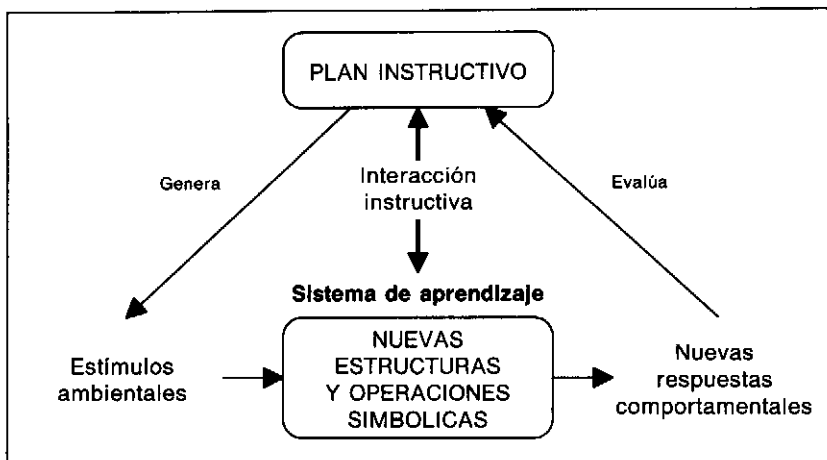 PLAN INSTRUCTIVO
Genera
Interacción
instructiva
Evalúa
Sistema de aprendizaje
Estímulos
ambientales
NUEVAS
ESTRUCTURAS
Y OPERACIONES
SIMBOLICAS
Nuevas
respuestas
comportamentales